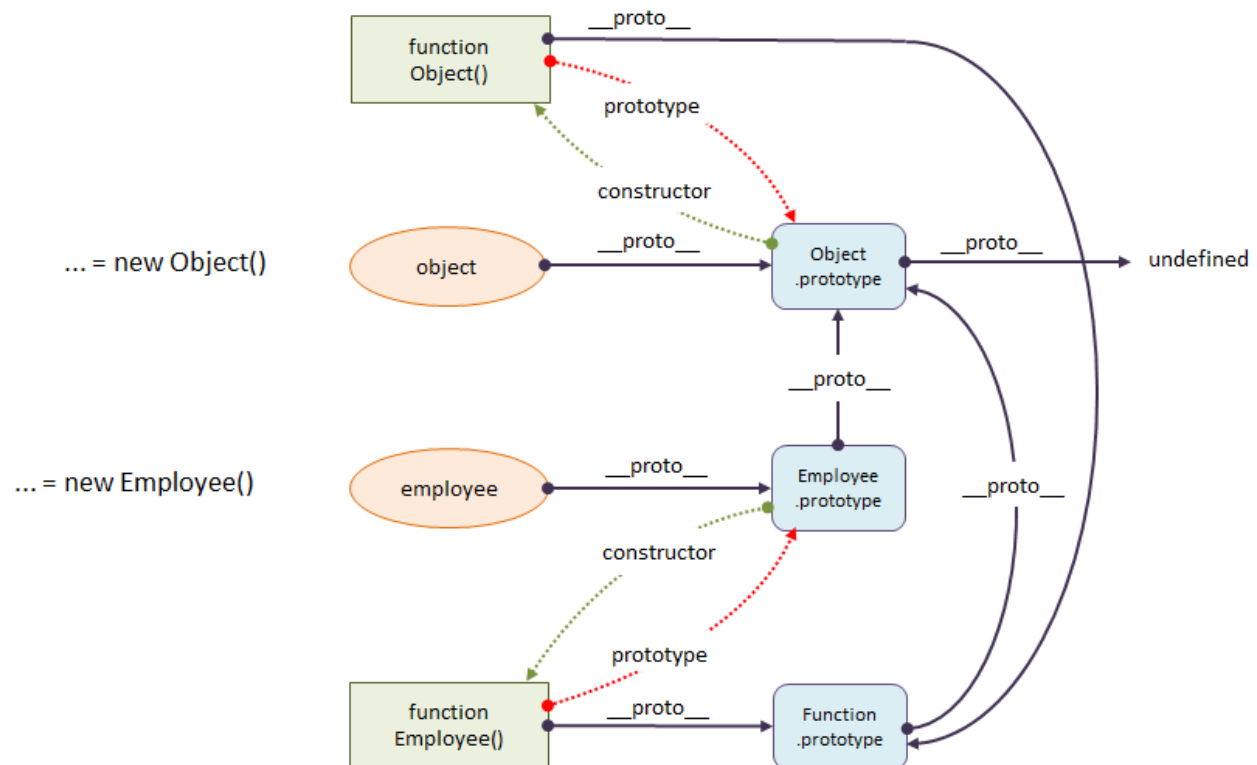 __proto__
function
Object()
prototype
constructor
... = new Object()
object
__proto__
Object
.prototype
__proto__
undefined
__proto__
... = new Employee()
employee
__proto__
Employee
.prototype
__proto__
constructor
prototype
function
Employee()
__proto__
Function
.prototype